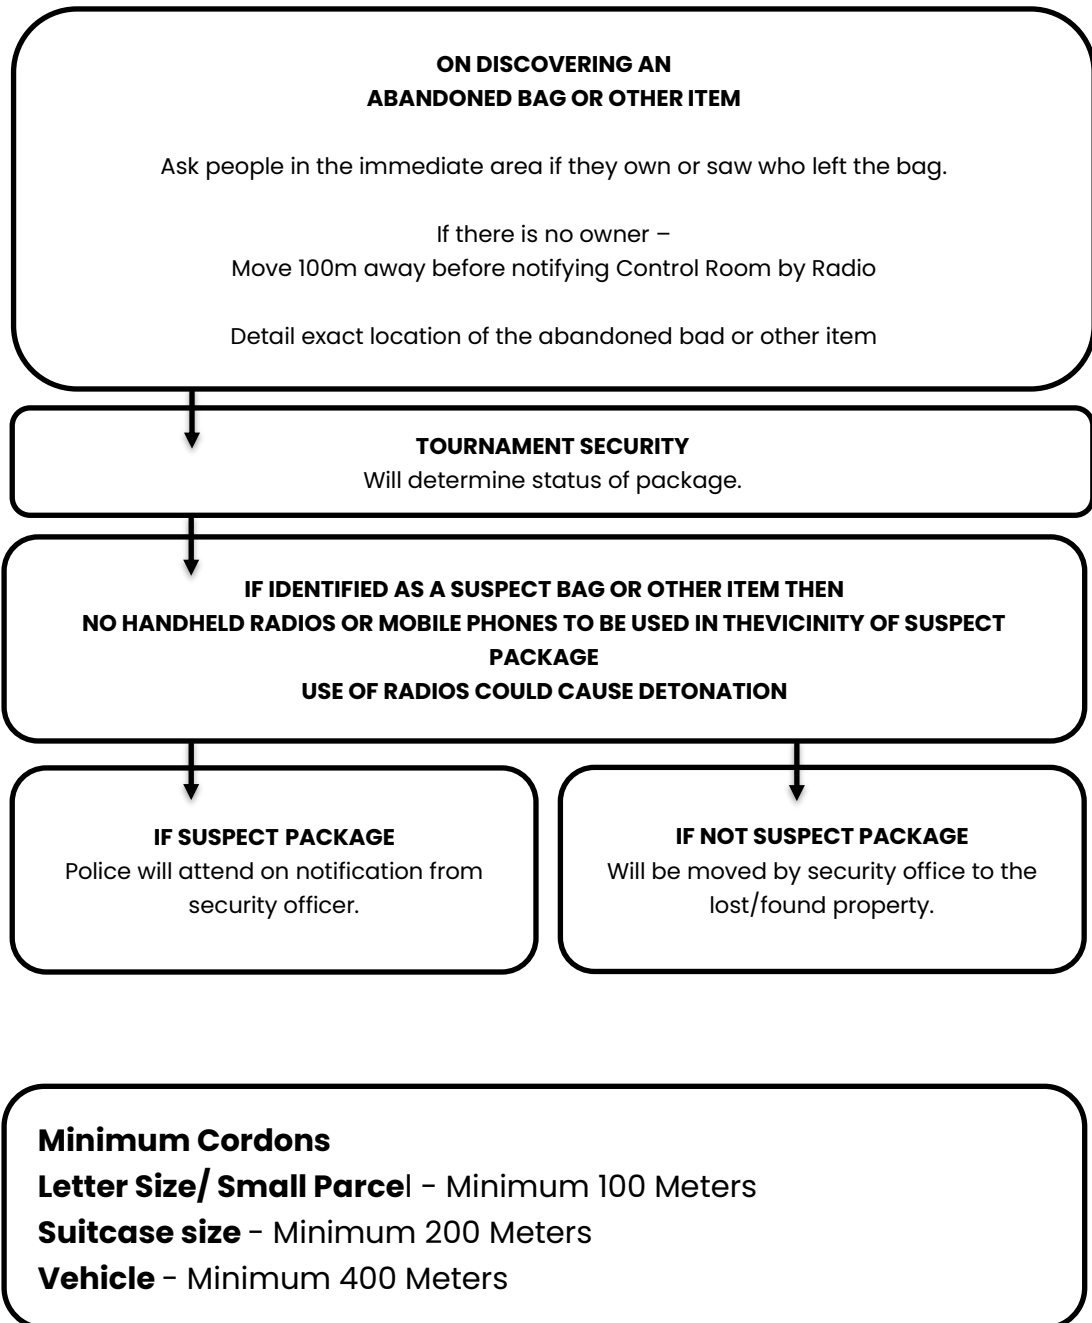 ON DISCOVERING AN
ABANDONED BAG OR OTHER ITEM
Ask people in the immediate area if they own or saw who left the bag.
If there is no owner –
Move 100m away before notifying Control Room by Radio
Detail exact location of the abandoned bad or other item
TOURNAMENT SECURITY
Will determine status of package.
IF IDENTIFIED AS A SUSPECT BAG OR OTHER ITEM THEN
NO HANDHELD RADIOS OR MOBILE PHONES TO BE USED IN THEVICINITY OF SUSPECT
PACKAGE
USE OF RADIOS COULD CAUSE DETONATION
IF SUSPECT PACKAGE
Police will attend on notification from
security officer.
IF NOT SUSPECT PACKAGE
Will be moved by security office to the
lost/found property.
Minimum Cordons
Letter Size/ Small Parcel - Minimum 100 Meters
Suitcase size - Minimum 200 Meters
Vehicle - Minimum 400 Meters